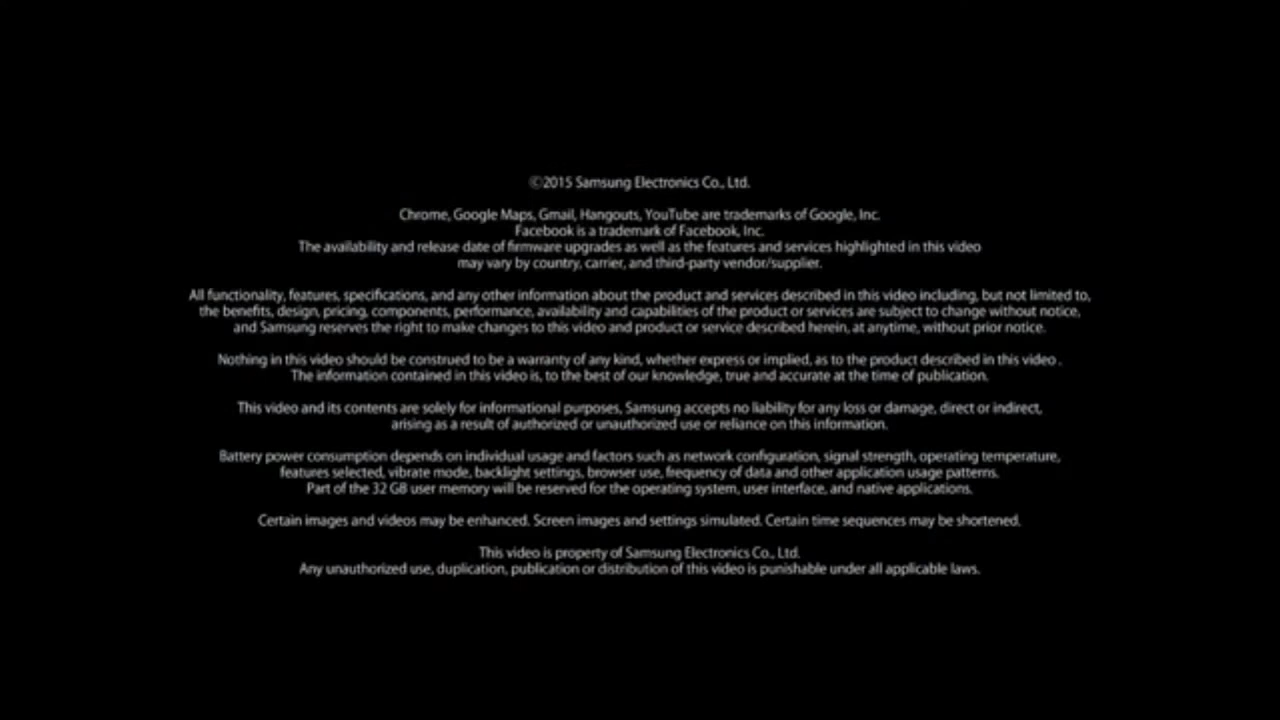 ©2015 Samsung Electronics Co., Ltd.
Chrome, Google Maps, Gmail, Hangouts, YouTube are trademarks of Google, Inc.
Facebook is a trademark of Facebook, Inc.
The availability and release date of firmware upgrades as well as the features and services highlighted in this video
may vary by country, carrier, and third-party vendor/supplier.
All functionality, features, specifications, and any other information about the product and services described in this video including, but not limited to,
the benefits, design, pricing, components, performance, availability and capabilities of the product or services are subject to change without notice,
and Samsung reserves the right to make changes to this video and product or service described herein, at anytime, without prior notice.
Nothing in this video should be construed to be a warranty of any kind, whether express or implied, as to the product described in this video .
The information contained in this video is, to the best of our knowledge, true and accurate at the time of publication.
This video and its contents are solely for informational purposes, Samsung accepts no liability for any loss or damage, direct or indirect,
arising as a result of authorized or unauthorized use or reliance on this information.
Battery power consumption depends on individual usage and factors such as network configuration, signal strength, operating temperature,
features selected, vibrate mode, backlight settings, browser use, frequency of data and other application usage patterns.
Part of the 32 GB user memory will be reserved for the operating system, user interface, and native applications.
Certain images and videos may be enhanced. Screen images and settings simulated. Certain time sequences may be shortened.
This video is property of Samsung Electronics Co., Ltd.
Any unauthorized use, duplication, publication or distribution of this video is punishable under all applicable laws.